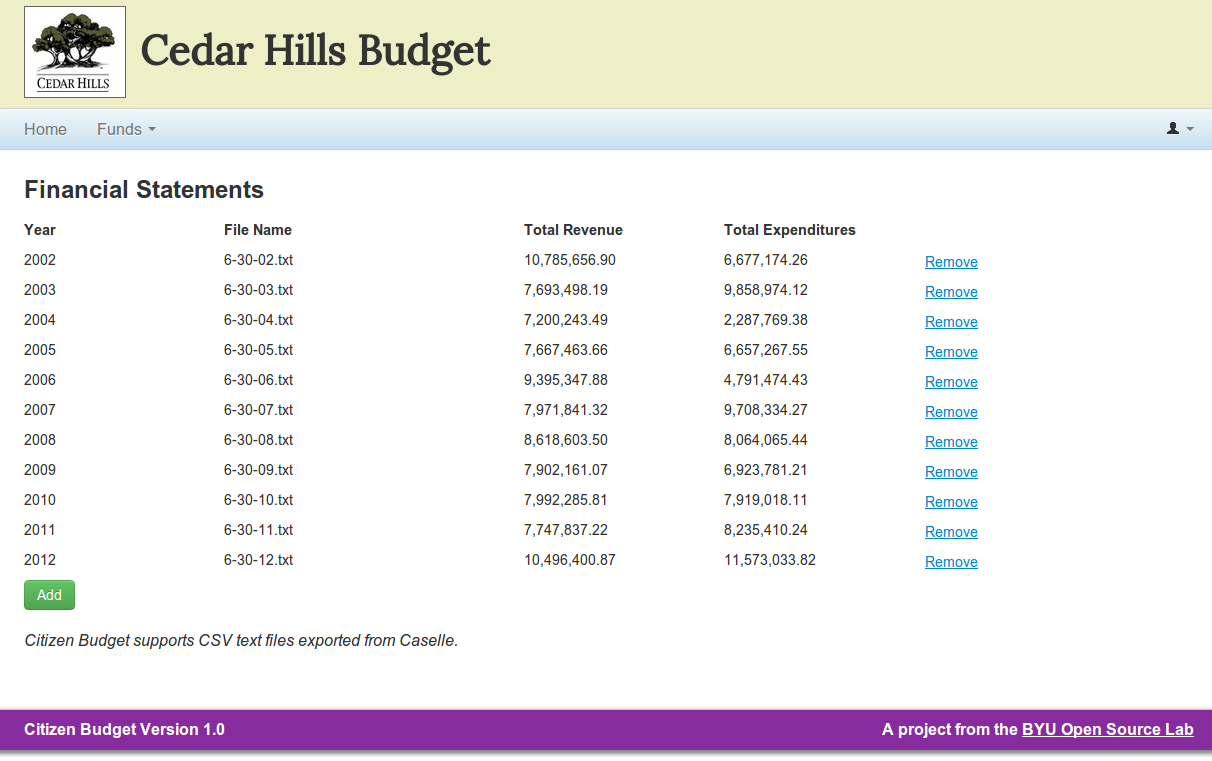 CEDAR HILLS
Cedar Hills Budget
Home Funds
Financial Statements
Year File Name Total Revenue Total Expenditures
2002 6-30-02.txt 10,785,656.90 6,677,174.26 Remove
2003 6-30-03.txt 7,693,498.19 9,858,974.12 Remove
2004 6-30-04.txt 7,200,243.49 2,287,769.38 Remove
2005 6-30-05.txt 7,667,463.66 6,657,267.55 Remove
2006 6-30-06.txt 9,395,347.88 4,791,474.43 Remove
2007 6-30-07.txt 7,971,841.32 9,708,334.27 Remove
2008 6-30-08.txt 8,618,603.50 8,064,065.44 Remove
2009 6-30-09.txt 7,902,161.07 6,923,781.21 Remove
2010 6-30-10.txt 7,992,285.81 7,919,018.11 Remove
2011 6-30-11.txt 7,747,837.22 8,235,410.24 Remove
2012 6-30-12.txt 10,496,400.87 11,573,033.82 Remove
Add
Citizen Budget supports CSV text files exported from Caselle.
Citizen Budget Version 1.0 A project from the BYU Open Source Lab